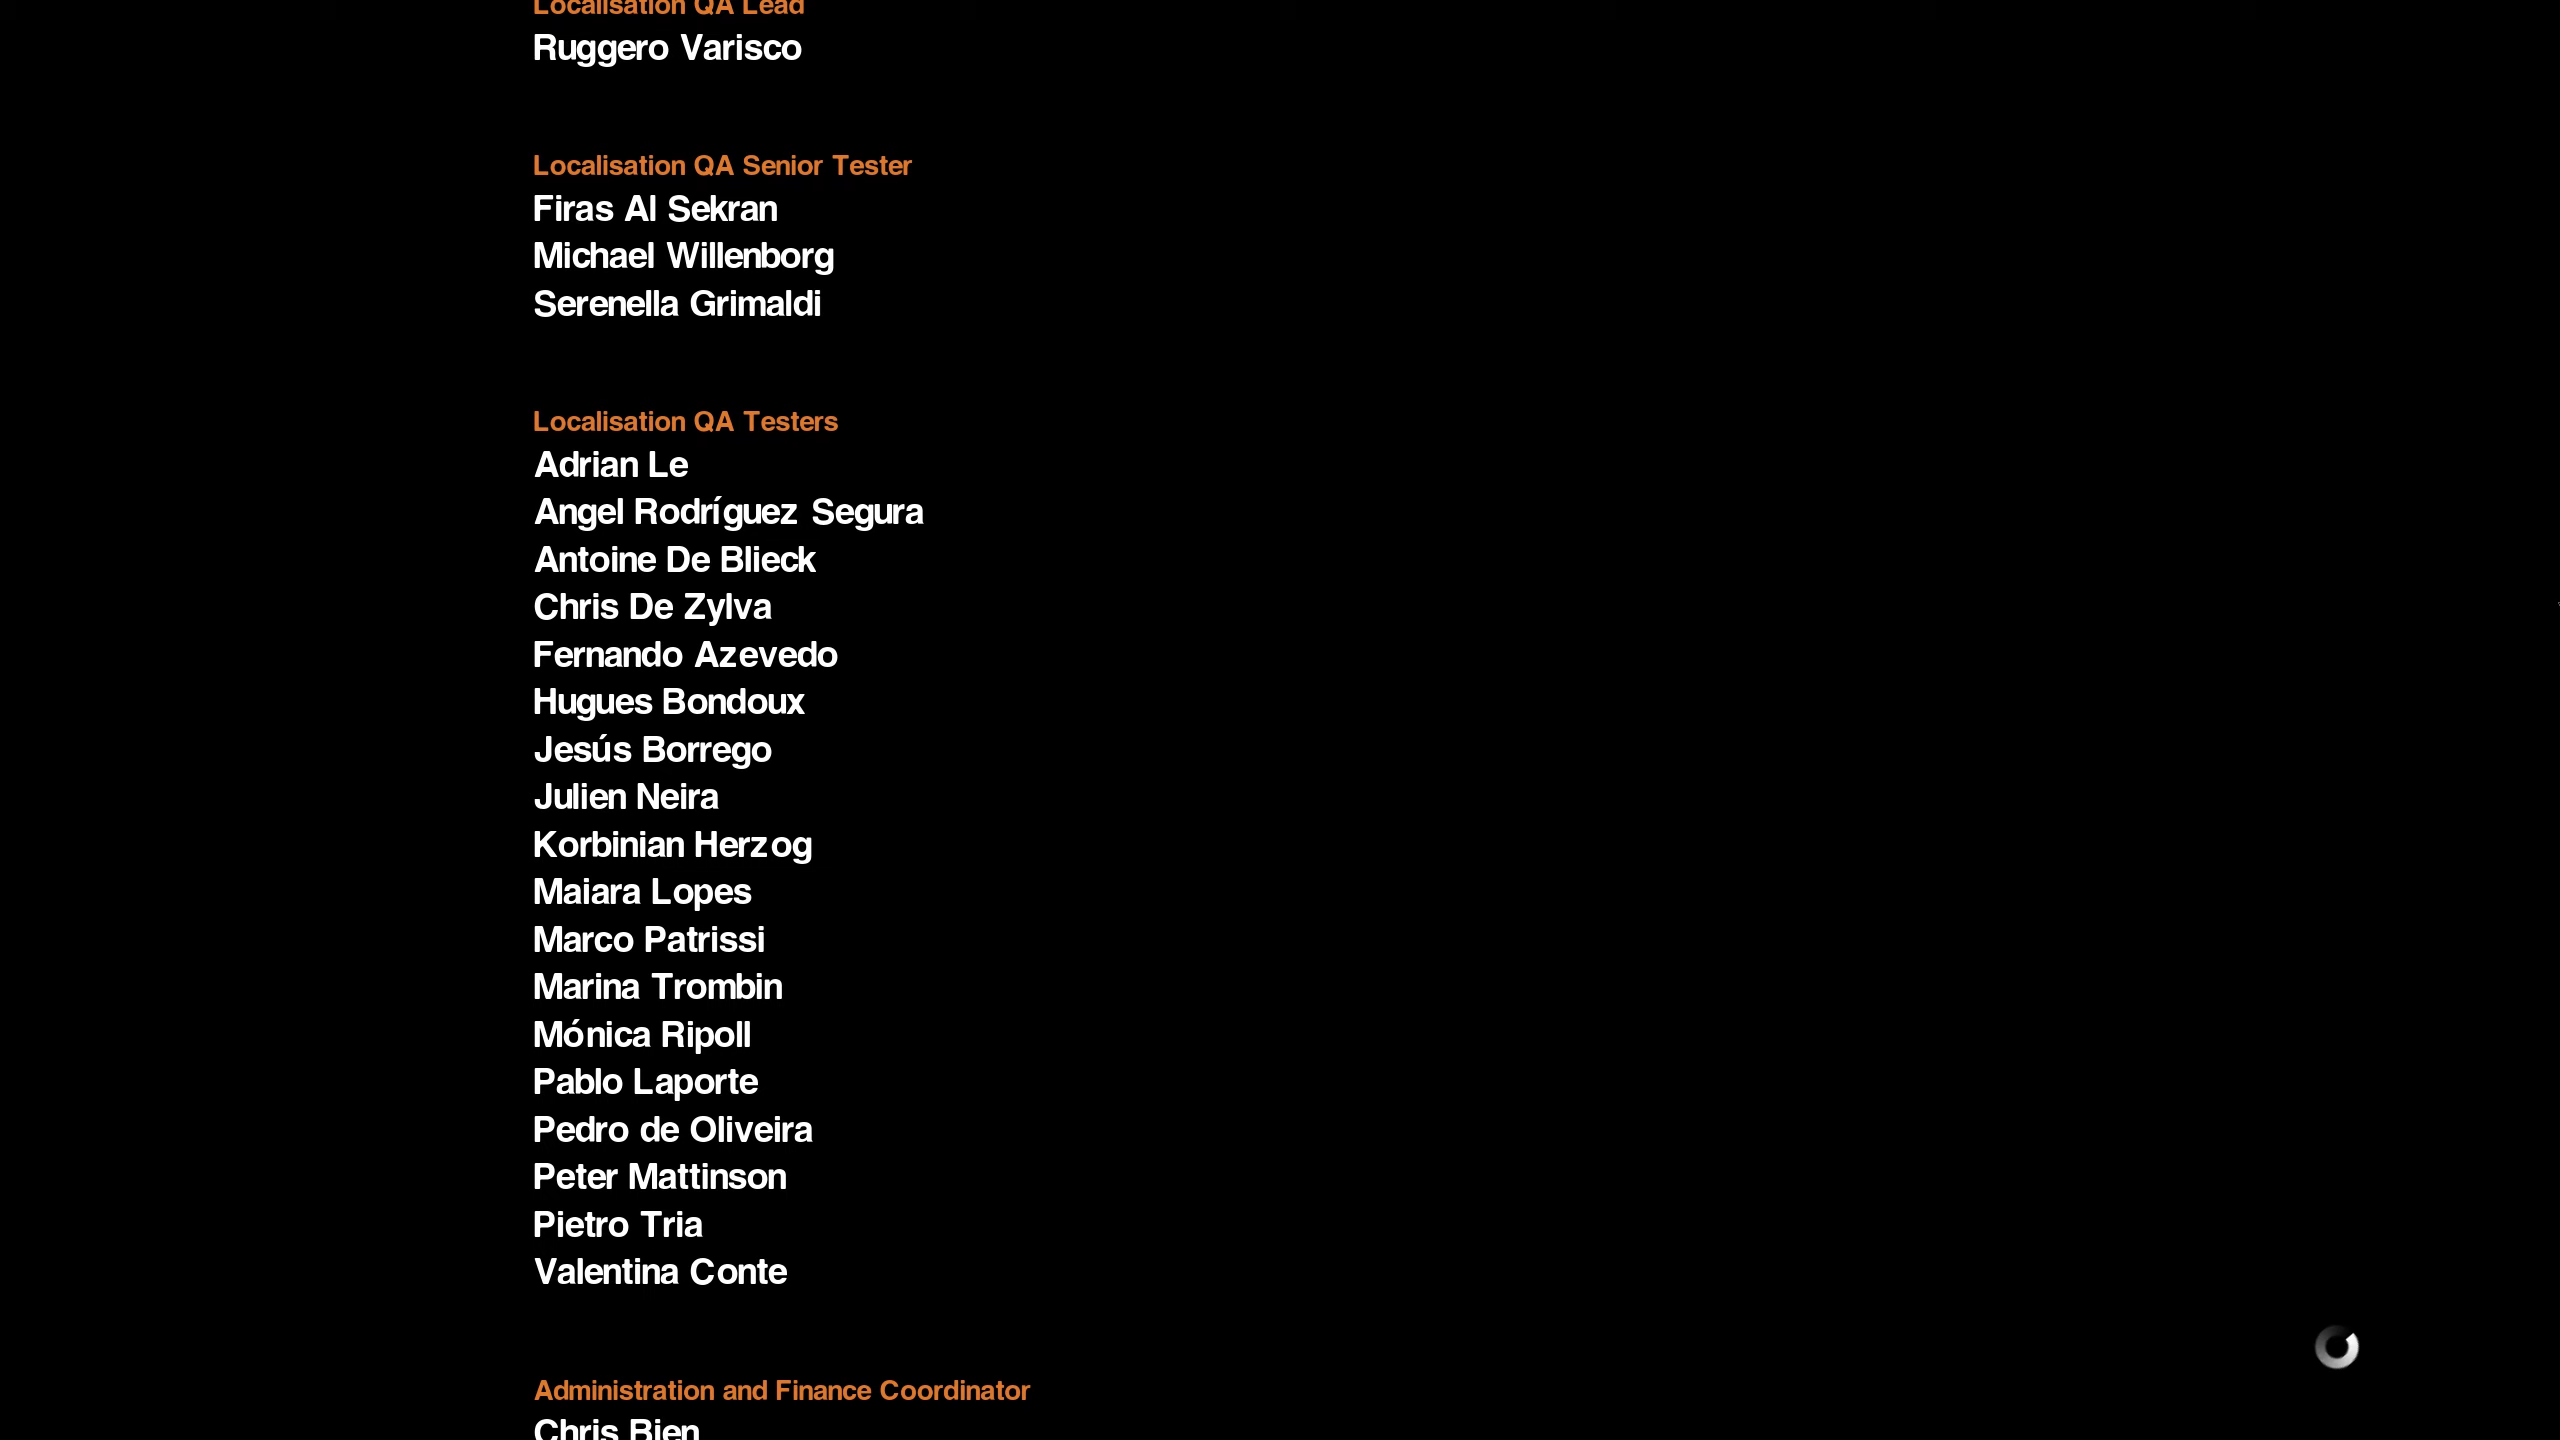 Localisation QA Lead
Ruggero Varisco
Localisation QA Senior Tester
Firas Al Sekran
Michael Willenborg
Serenella Grimaldi
Localisation QA Testers
Adrian Le
Angel Rodríguez Segura
Antoine De Blieck
Chris De Zylva
Fernando Azevedo
Hugues Bondoux
Jesús Borrego
Julien Neira
Korbinian Herzog
Maiara Lopes
Marco Patrissi
Marina Trombin
Mónica Ripoll
Pablo Laporte
Pedro de Oliveira
Peter Mattinson
Pietro Tria
Valentina Conte
Administration and Finance Coordinator
Chris Bien